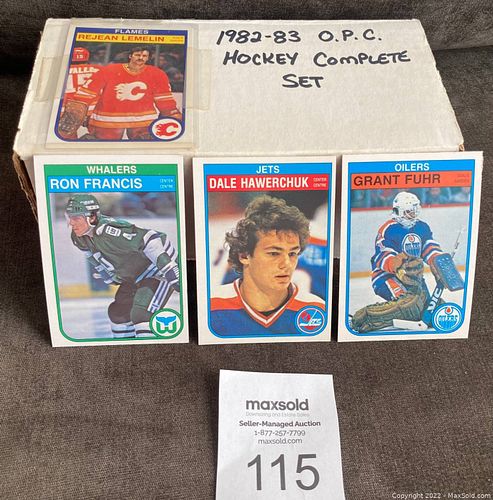 FLAMES
REJEAN LEMELIN
1982-83 O.P.C.
HOCKEY COMPLETE
SET
WHALERS
RON FRANCIS CENTER
CENTRE
JETS
DALE HAWERCHUK CENTER
CENTRE
OILERS
GRANT FUHR
OILERS
maxsold
Downsizing and Estate Sales
Seller-Managed Auction
1-877-257-7799
maxsold.com
115
Copyright © 2022 - MaxSold.com